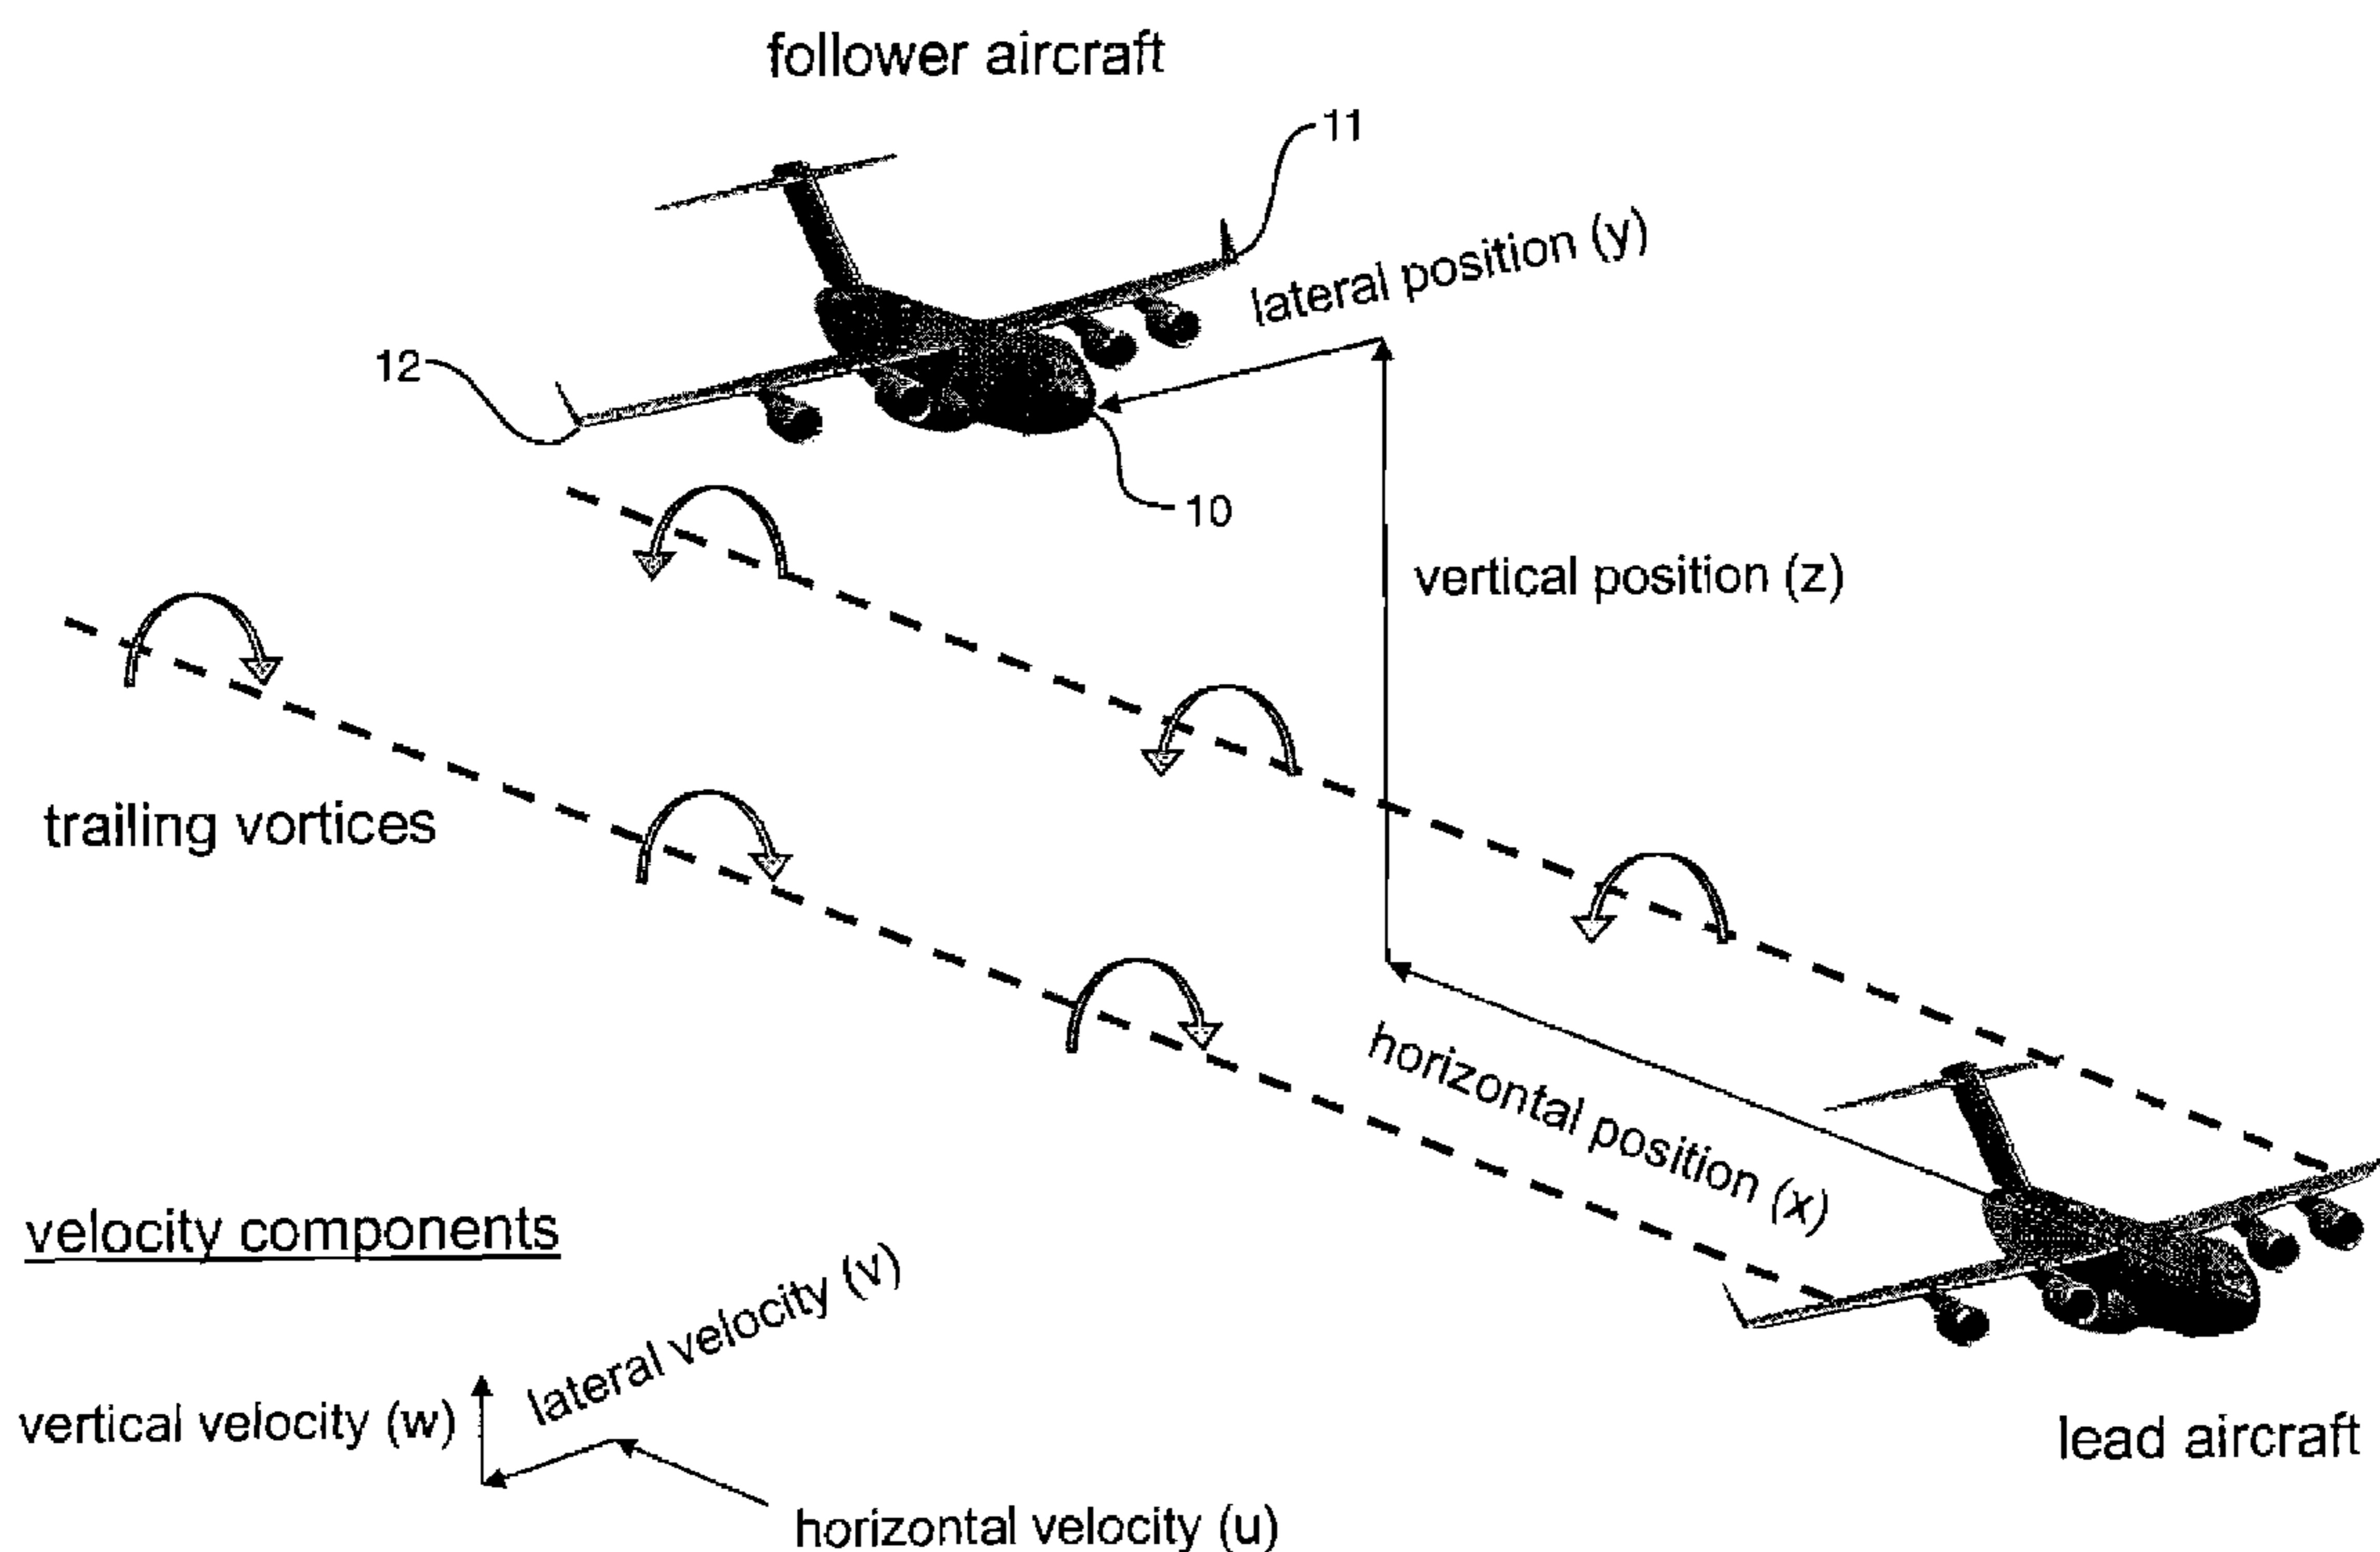 follower aircraft
11
lateral position (y)
12
10
vertical position (z)
trailing vortices
horizontal position (x)
velocity components
lateral velocity (v)
vertical velocity (w)
lead aircraft
horizontal velocity (u)